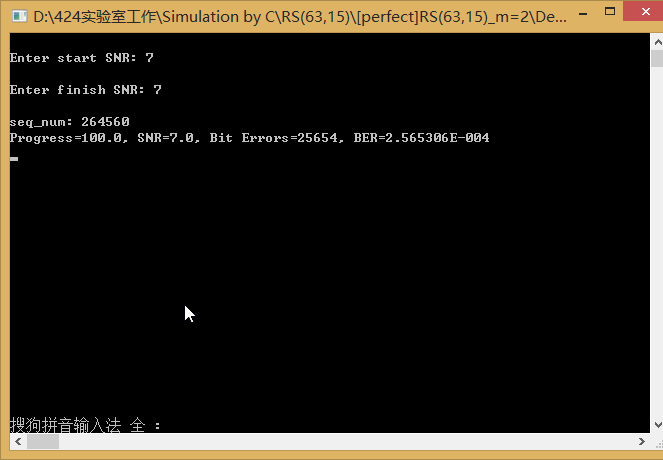 D:\424实验室工作\Simulation by C\RS(63,15)\[perfect]RS(63,15)_m=2\De...
Enter start SNR: 7
Enter finish SNR: 7
seq_num: 264560
Progress=100.0, SNR=7.0, Bit Errors=25654, BER=2.565306E-004
搜狗拼音输入法 全 :